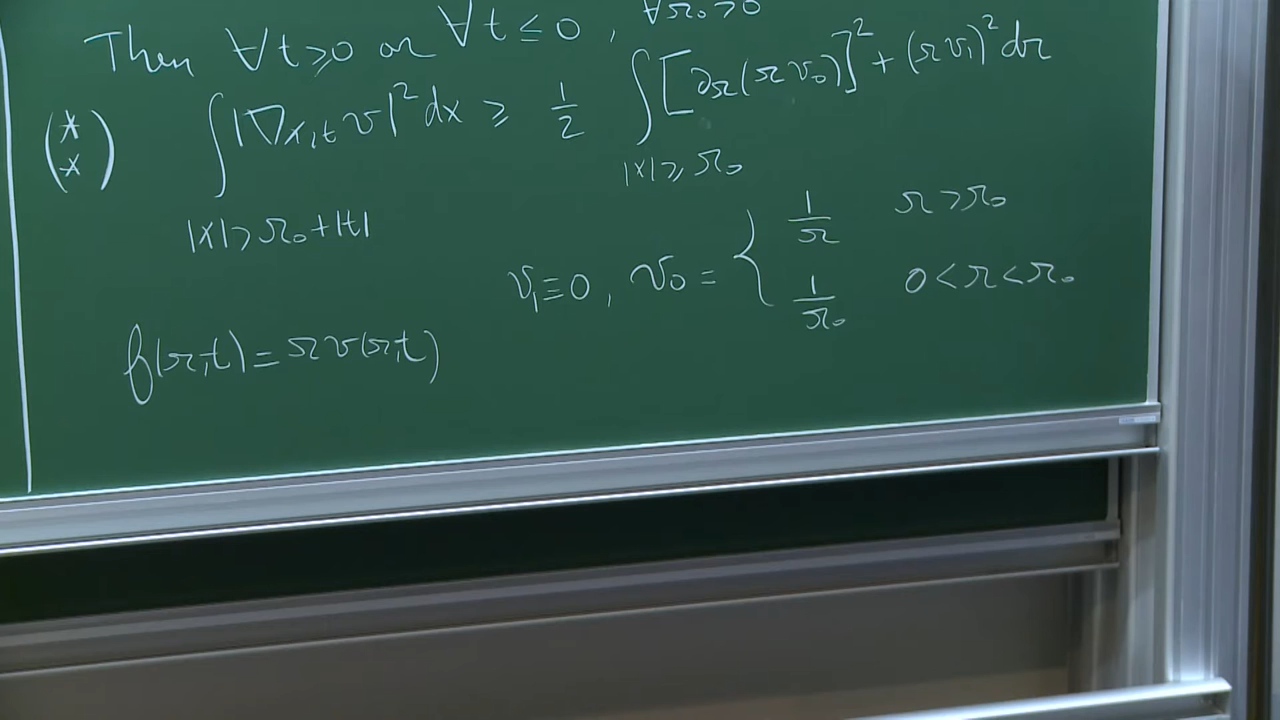 Then ∀t ≥ 0 or ∀t ≤ 0, ∀r₀ > 0
(**) ∫_{|x| ≥ r₀+|t|} |∇_{x,t} v|² dx ≥ 1/2 ∫_{|x| ≥ r₀} [∂r(r v₀)]² + (r v₁)² dr
v₁ ≡ 0, v₀ = { 1/r r > r₀
1/r₀ 0 < r < r₀
f(r,t) = r v(r,t)